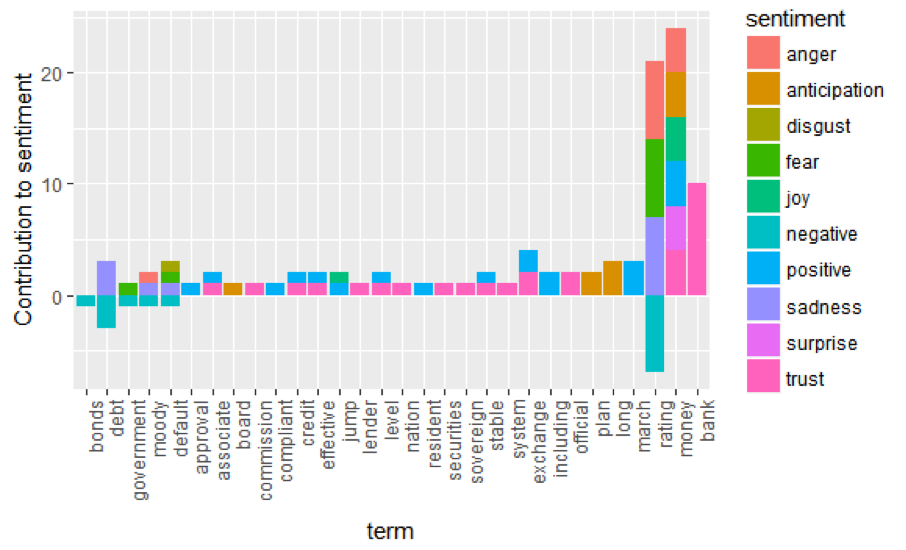 sentiment
anger
anticipation
disgust
fear
joy
negative
positive
sadness
surprise
trust
Contribution to sentiment
20
10
0
bonds
debt
government
moody
default
approval
associate
board
commission
compliant
credit
effective
jump
lender
level
nation
resident
securities
sovereign
stable
system
exchange
including
official
plan
long
march
rating
money
bank
term